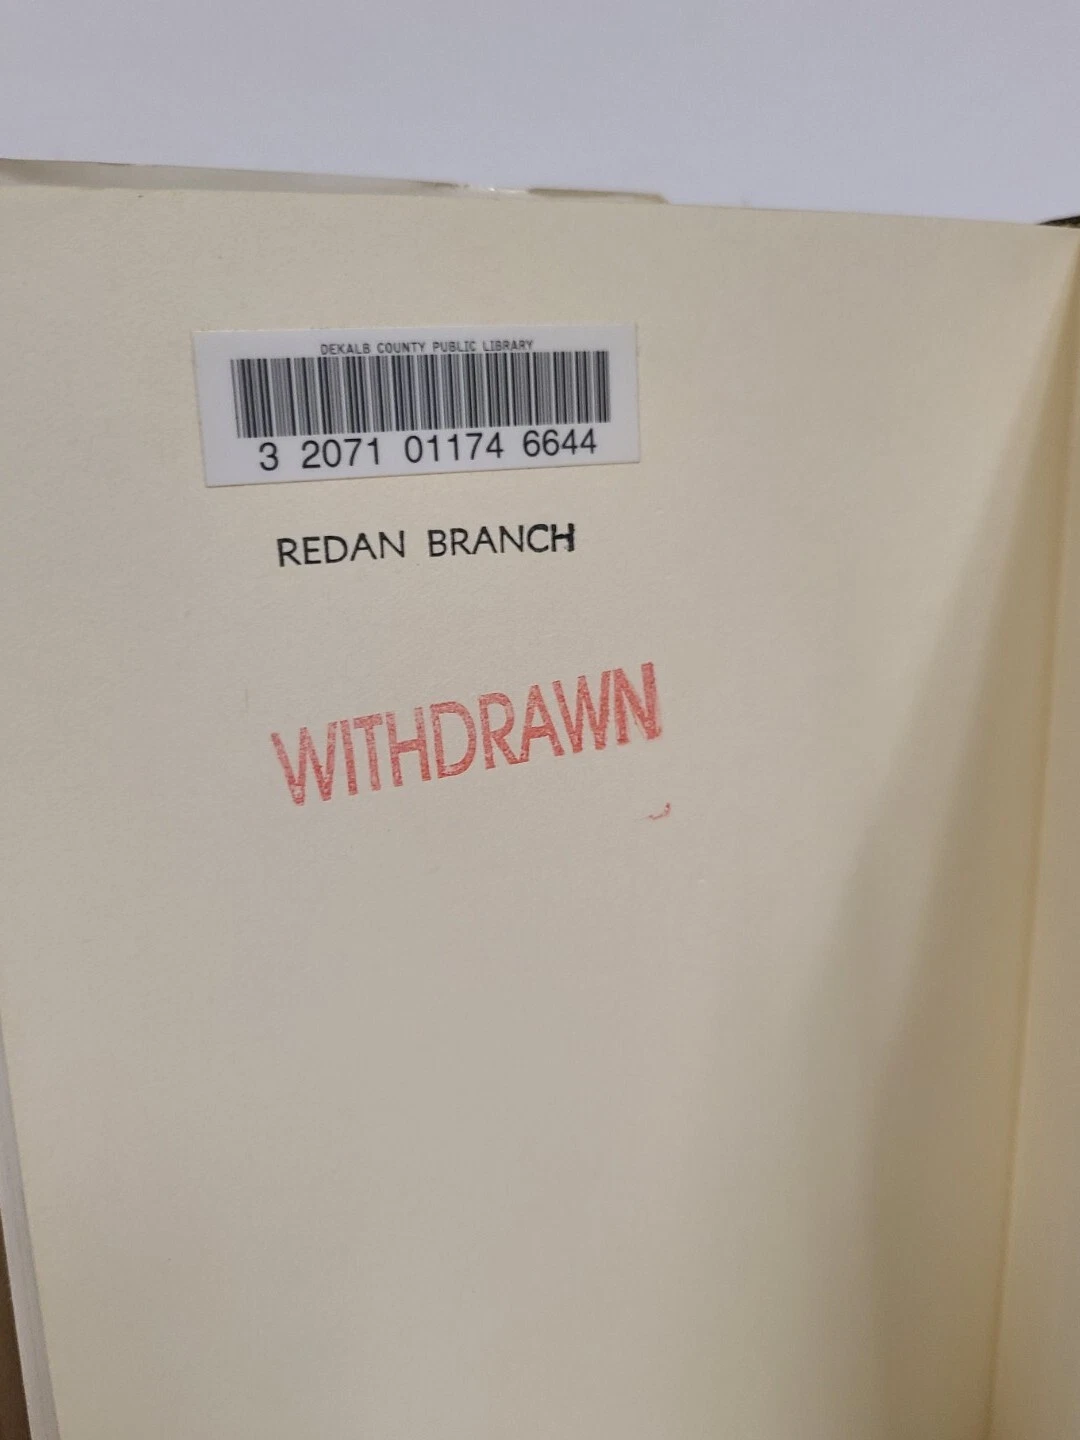 DEKALB COUNTY PUBLIC LIBRARY
3 2071 01174 6644
REDAN BRANCH
WITHDRAWN